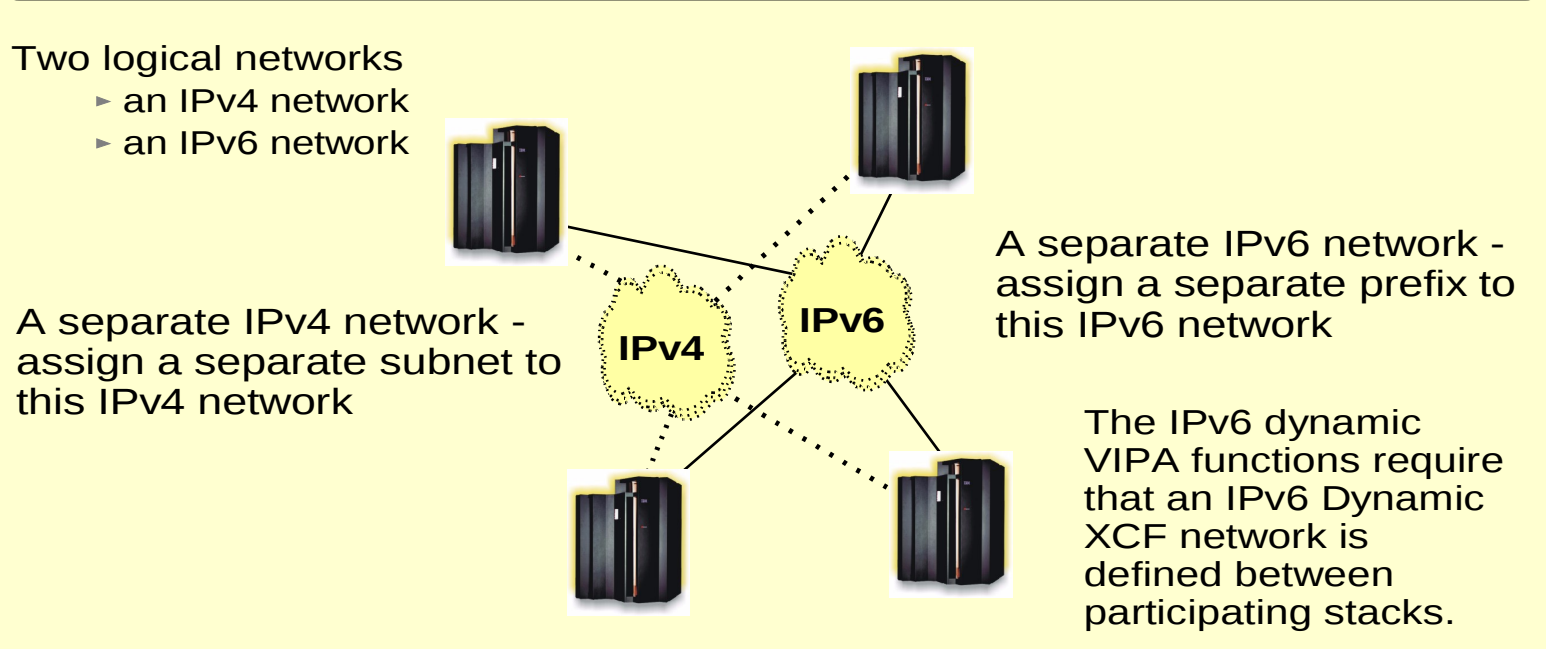 Two logical networks
► an IPv4 network
► an IPv6 network
A separate IPv4 network -
assign a separate subnet to
this IPv4 network
IPv4
IPv6
A separate IPv6 network -
assign a separate prefix to
this IPv6 network
The IPv6 dynamic
VIPA functions require
that an IPv6 Dynamic
XCF network is
defined between
participating stacks.